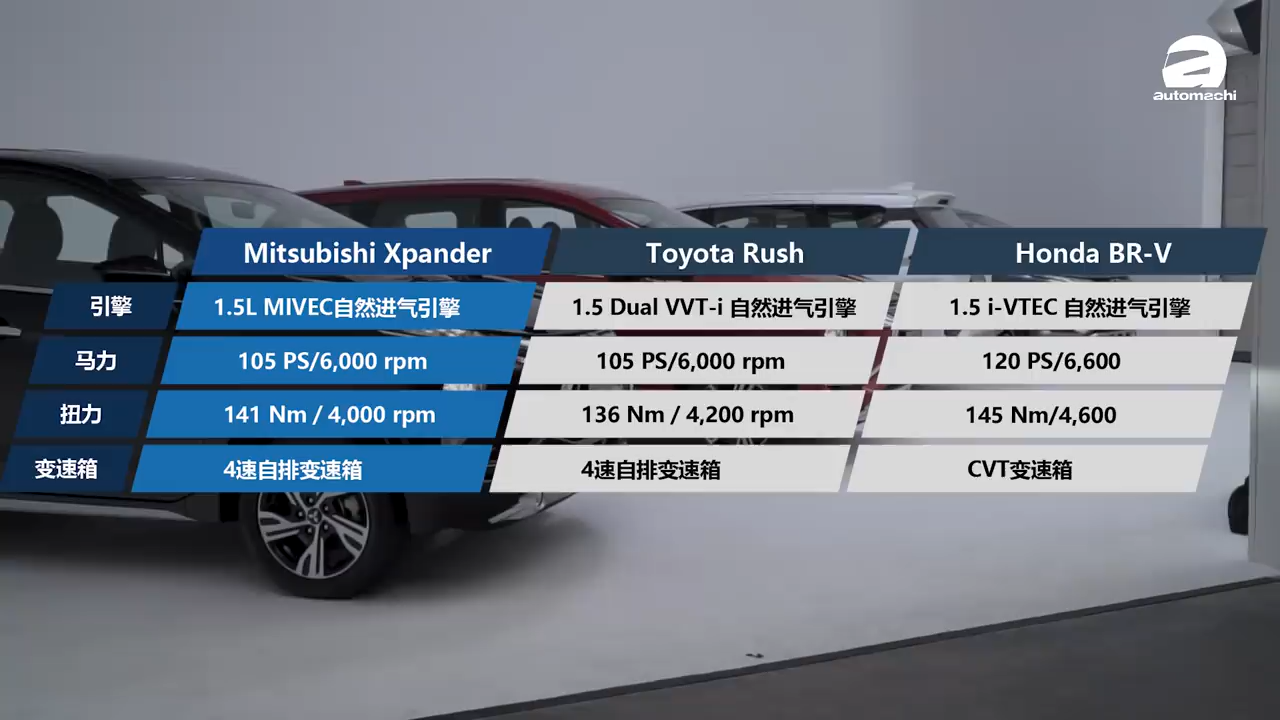 automachi
Mitsubishi Xpander Toyota Rush Honda BR-V
引擎 1.5L MIVEC自然进气引擎 1.5 Dual VVT-i 自然进气引擎 1.5 i-VTEC 自然进气引擎
马力 105 PS/6,000 rpm 105 PS/6,000 rpm 120 PS/6,600
扭力 141 Nm / 4,000 rpm 136 Nm / 4,200 rpm 145 Nm/4,600
变速箱 4速自排变速箱 4速自排变速箱 CVT变速箱